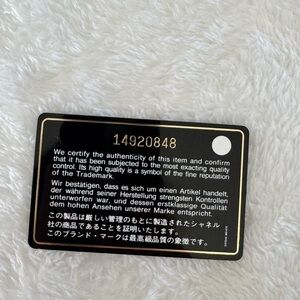 14920848
We certify the authenticity of this item and confirm
that it has been subjected to the most exacting quality
control. Its high quality is a symbol of the fine reputation
of the Trademark.
Wir bestätigen, dass es sich um einen Artikel handelt,
der während seiner Herstellung strengsten Kontrollen
unterworfen war, und dessen erstklassige Qualität
dem hohen Ansehen unserer Marke entspricht.
この製品は厳しい管理のもとに製造されたシャネル
社の商品であることを証明いたします。
このブランド・マークは最高級品質の象徴です。